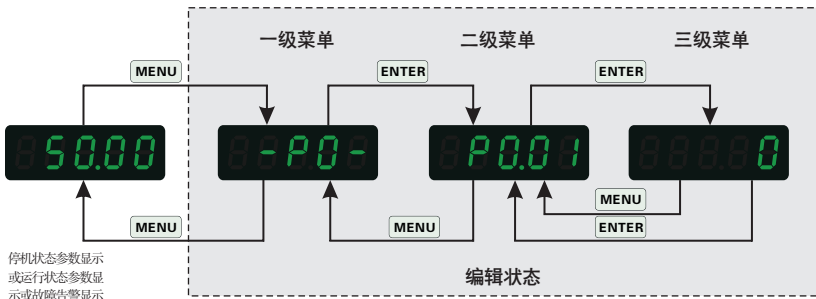 一级菜单
二级菜单
三级菜单
MENU
ENTER
ENTER
50.00
-P0-
P0.01
0
MENU
MENU
MENU
ENTER
停机状态参数显示
或运行状态参数显
示或故障告警显示
编辑状态